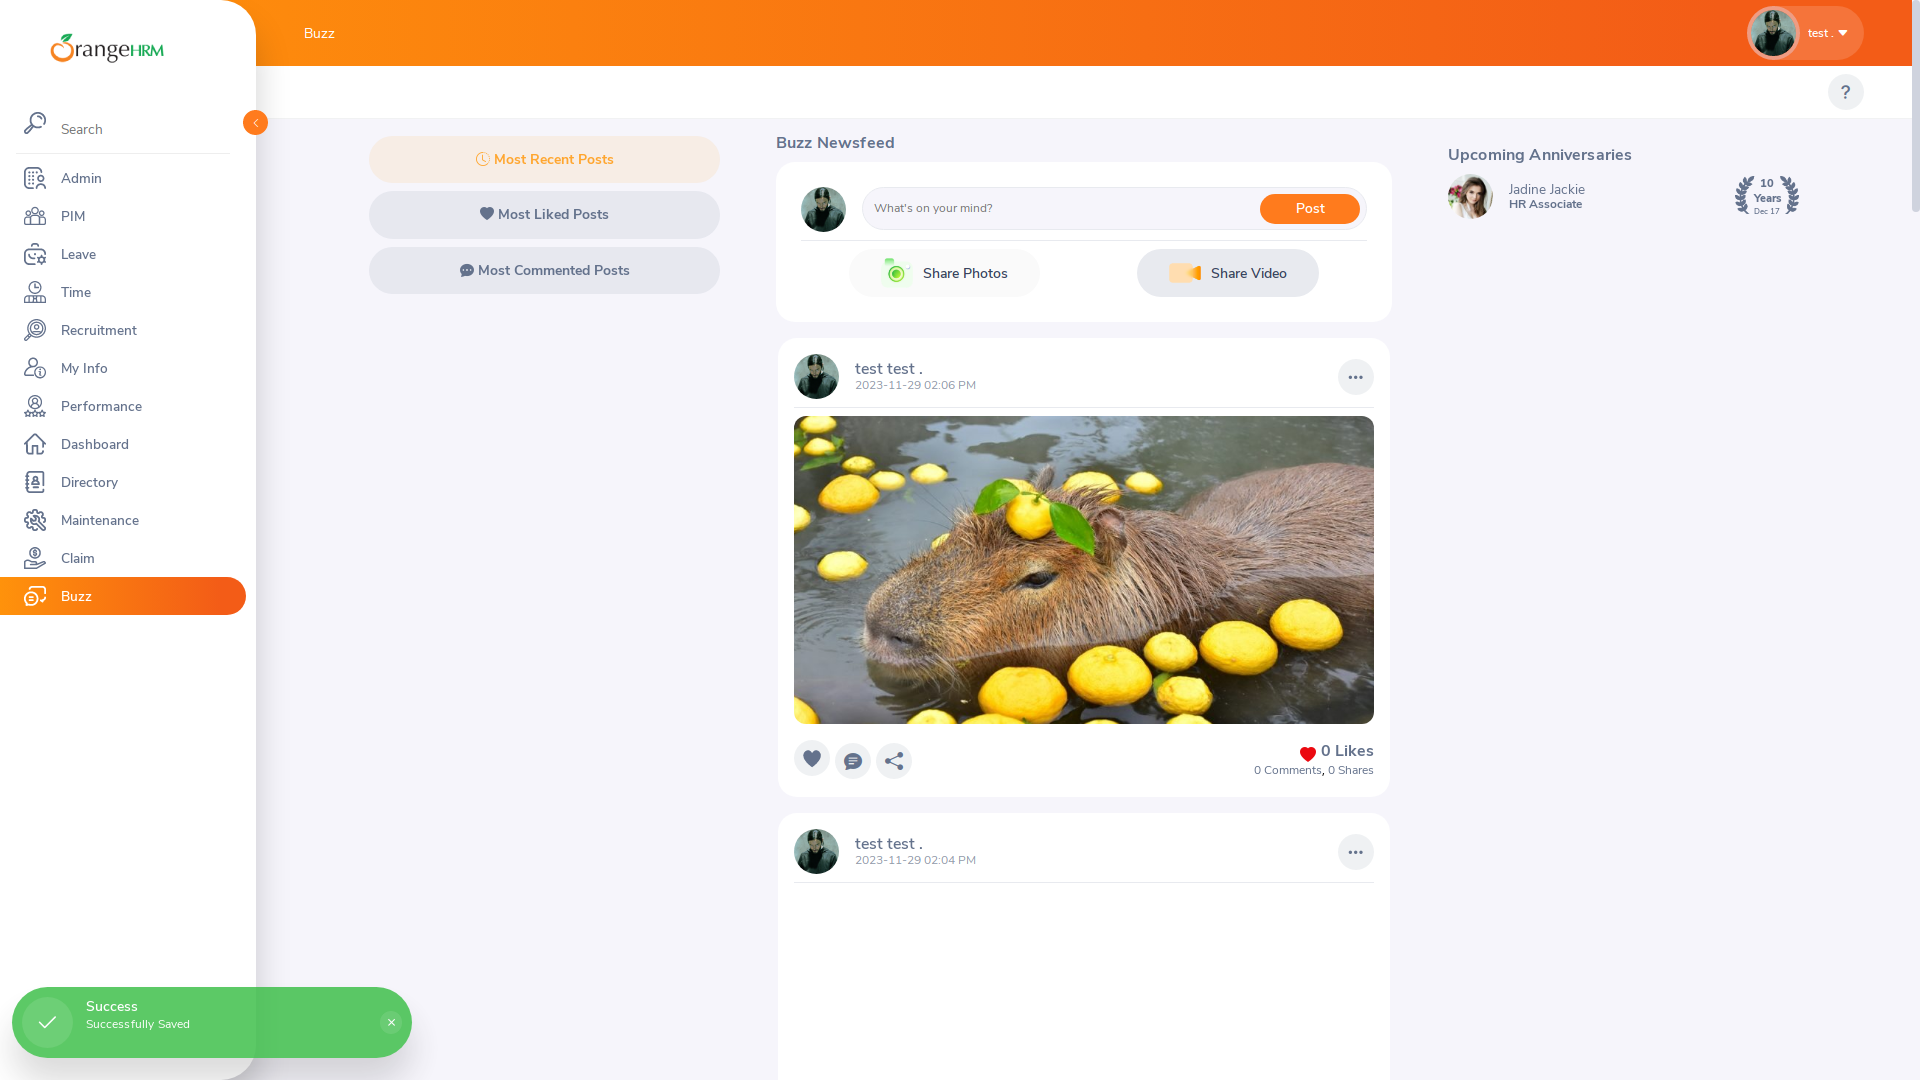 OrangeHRM
Search
Admin
PIM
Leave
Time
Recruitment
My Info
Performance
Dashboard
Directory
Maintenance
Claim
Buzz
Buzz
test .
?
Most Recent Posts
Most Liked Posts
Most Commented Posts
Buzz Newsfeed
What's on your mind?
Post
Share Photos
Share Video
test test .
2023-11-29 02:06 PM
0 Likes
0 Comments, 0 Shares
test test .
2023-11-29 02:04 PM
Upcoming Anniversaries
Jadine Jackie
HR Associate
10
Years
Dec 17
Success
Successfully Saved